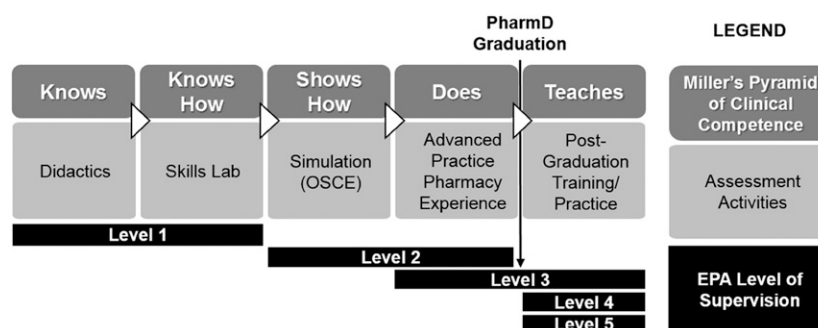 PharmD
Graduation
LEGEND
Knows
Knows
How
Shows
How
Does
Teaches
Miller's Pyramid
of Clinical
Competence
Didactics
Skills Lab
Simulation
(OSCE)
Advanced
Practice
Pharmacy
Experience
Post-
Graduation
Training/
Practice
Assessment
Activities
Level 1
Level 2
Level 3
Level 4
Level 5
EPA Level of
Supervision